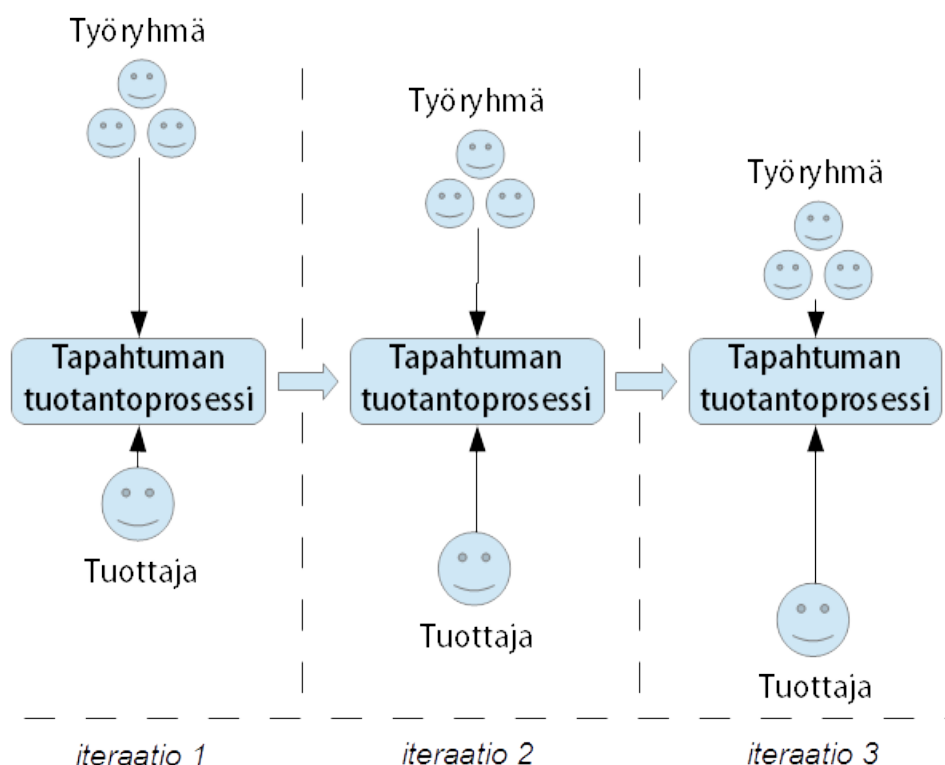 Työryhmä
Tapahtuman
tuotantoprosessi
Tuottaja
Työryhmä
Tapahtuman
tuotantoprosessi
Tuottaja
Työryhmä
Tapahtuman
tuotantoprosessi
Tuottaja
iteraatio 1
iteraatio 2
iteraatio 3